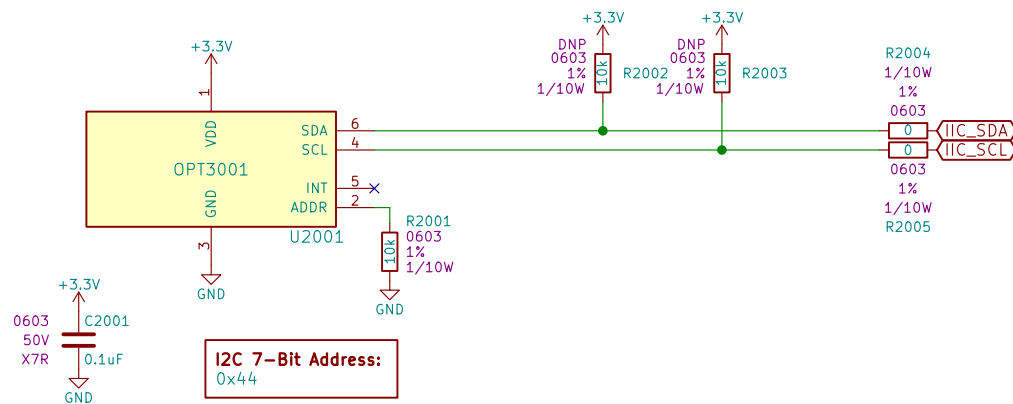 +3.3V
1
VDD
OPT3001
GND
3
GND
SDA 6
SCL 4
INT 5
ADDR 2
U2001
R2001
0603
1%
1/10W
10k
GND
+3.3V
DNP
0603
1%
1/10W
10k
R2002
+3.3V
DNP
0603
1%
1/10W
10k
R2003
R2004
1/10W
1%
0603
0
IIC_SDA
0
IIC_SCL
0603
1%
1/10W
R2005
+3.3V
0603
50V
X7R
C2001
0.1uF
GND
I2C 7-Bit Address:
0x44